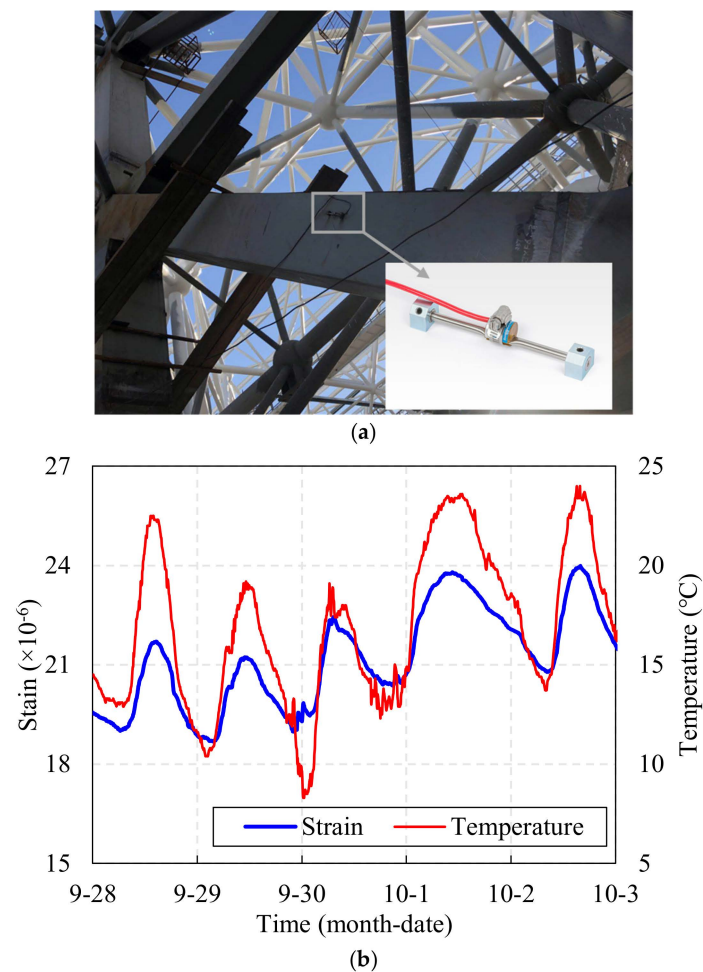 (a)
27
24
21
18
15
Stain (×10-6)
25
20
15
10
5
Temperature (°C)
Strain
Temperature
9-28
9-29
9-30
10-1
10-2
10-3
Time (month-date)
(b)